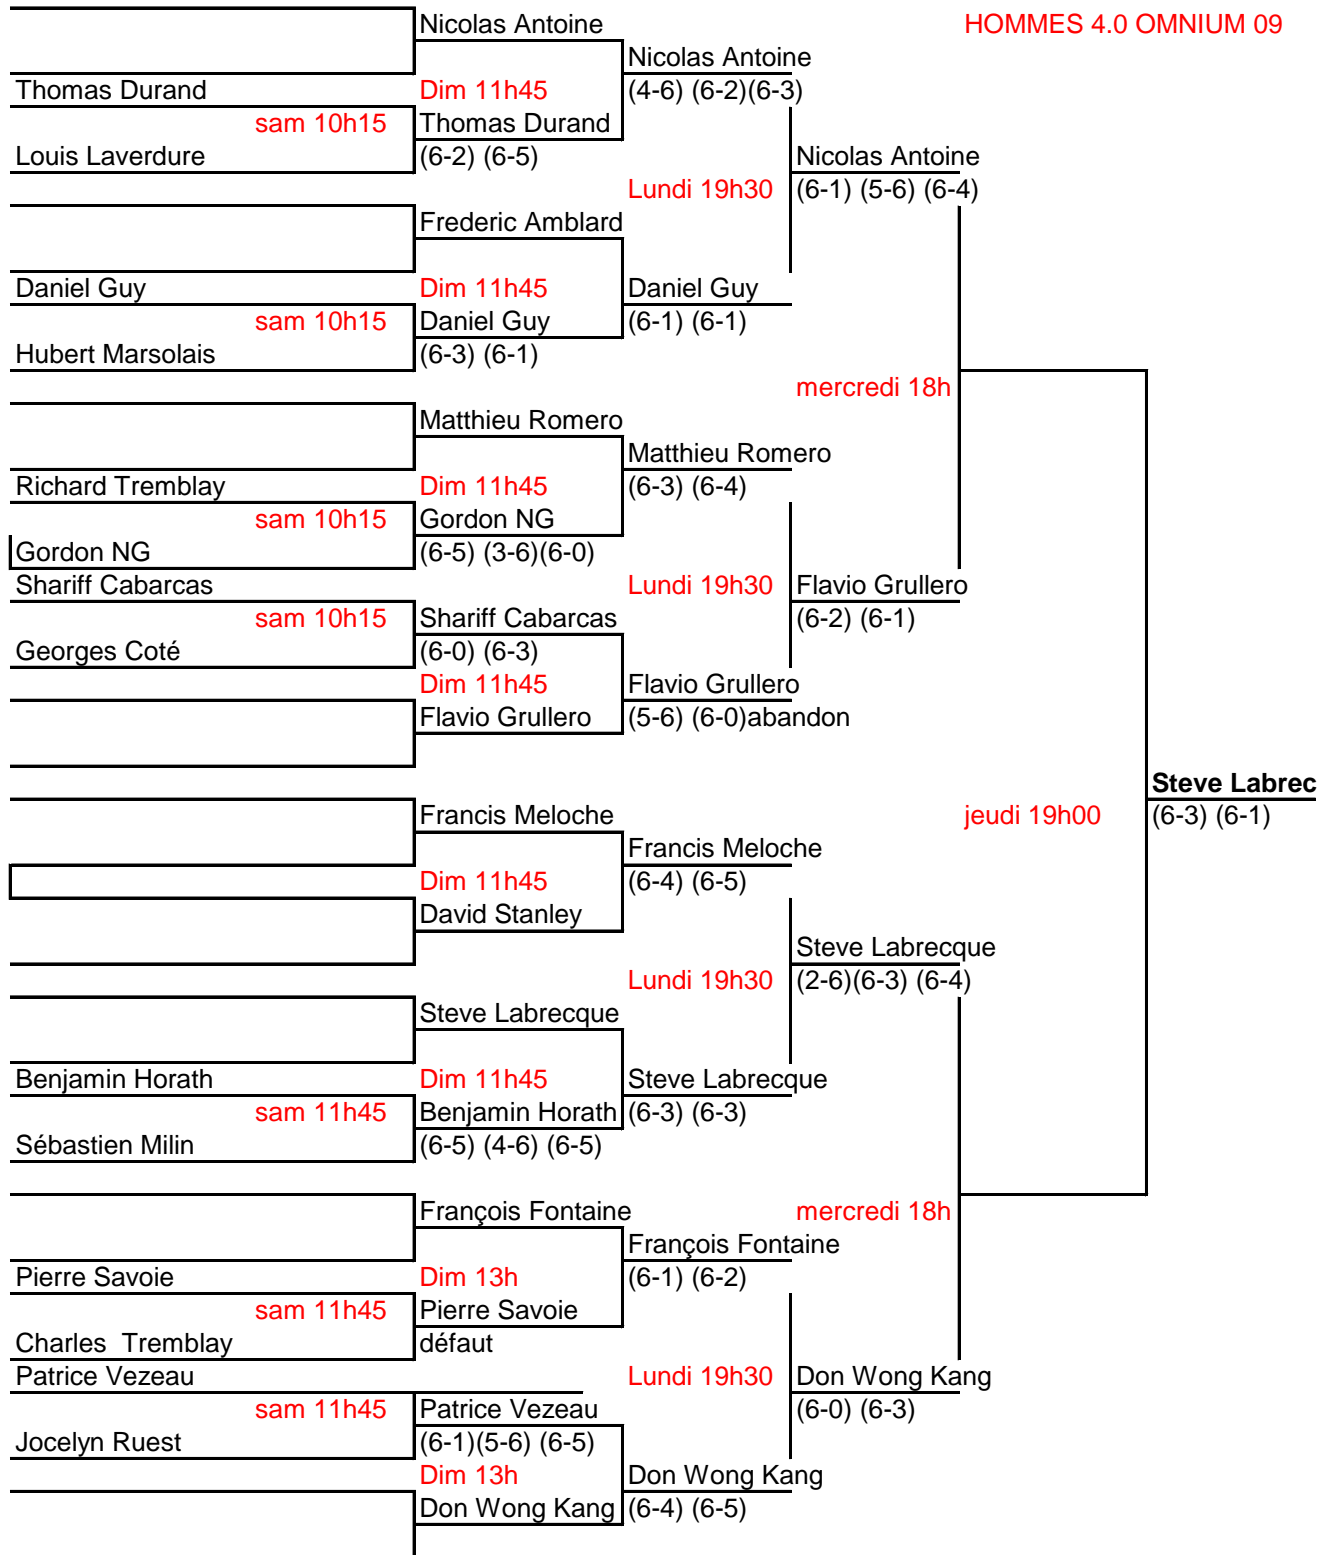 Nicolas Antoine
HOMMES 4.0 OMNIUM 09
Nicolas Antoine
Thomas Durand
Dim 11h45
(4-6) (6-2)(6-3)
sam 10h15
Thomas Durand
Louis Laverdure
(6-2) (6-5)
Nicolas Antoine
Lundi 19h30
(6-1) (5-6) (6-4)
Frederic Amblard
Daniel Guy
Dim 11h45
Daniel Guy
sam 10h15
Daniel Guy
(6-1) (6-1)
Hubert Marsolais
(6-3) (6-1)
mercredi 18h
Matthieu Romero
Matthieu Romero
Richard Tremblay
Dim 11h45
(6-3) (6-4)
sam 10h15
Gordon NG
Gordon NG
(6-5) (3-6)(6-0)
Shariff Cabarcas
Lundi 19h30
Flavio Grullero
sam 10h15
Shariff Cabarcas
(6-2) (6-1)
Georges Coté
(6-0) (6-3)
Dim 11h45
Flavio Grullero
Flavio Grullero
(5-6) (6-0)abandon
Steve Labrec
Francis Meloche
jeudi 19h00
(6-3) (6-1)
Francis Meloche
Dim 11h45
(6-4) (6-5)
David Stanley
Steve Labrecque
Lundi 19h30
(2-6)(6-3) (6-4)
Steve Labrecque
Benjamin Horath
Dim 11h45
Steve Labrecque
sam 11h45
Benjamin Horath
(6-3) (6-3)
Sébastien Milin
(6-5) (4-6) (6-5)
François Fontaine
mercredi 18h
François Fontaine
Pierre Savoie
Dim 13h
(6-1) (6-2)
sam 11h45
Pierre Savoie
Charles  Tremblay
défaut
Patrice Vezeau
Lundi 19h30
Don Wong Kang
sam 11h45
Patrice Vezeau
(6-0) (6-3)
Jocelyn Ruest
(6-1)(5-6) (6-5)
Dim 13h
Don Wong Kang
Don Wong Kang
(6-4) (6-5)